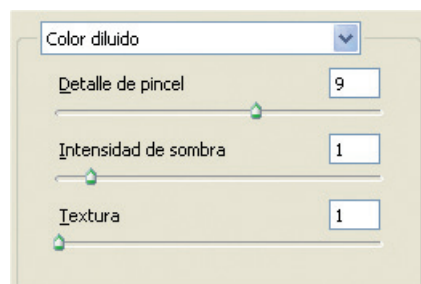 Color diluido
Detalle de pincel 9
Intensidad de sombra 1
Textura 1